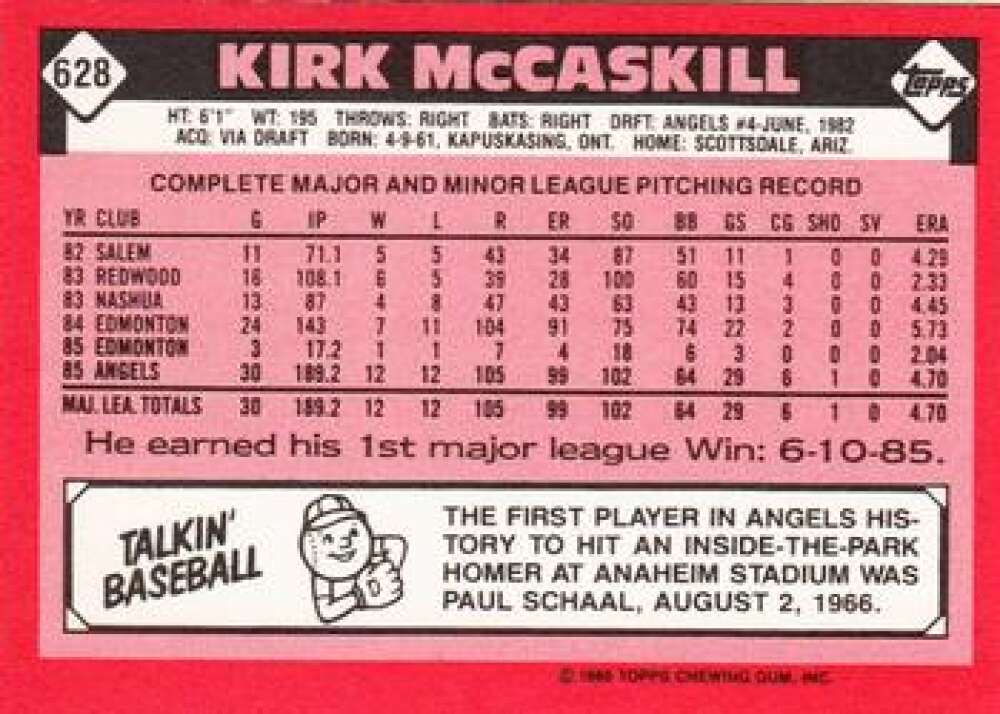 628
KIRK McCASKILL
TOPPS
HT: 6'1" WT: 195 THROWS: RIGHT BATS: RIGHT DRFT: ANGELS #4-JUNE, 1982
ACQ: VIA DRAFT BORN: 4-9-61, KAPUSKASING, ONT. HOME: SCOTTSDALE, ARIZ.
COMPLETE MAJOR AND MINOR LEAGUE PITCHING RECORD
YR CLUB G IP W L R ER SO BB GS CG SHO SV ERA
82 SALEM 11 71.1 5 5 43 34 87 51 11 1 0 0 4.29
83 REDWOOD 16 108.1 6 5 39 28 100 60 15 4 0 0 2.33
83 NASHUA 13 87 4 8 47 43 63 43 13 3 0 0 4.45
84 EDMONTON 24 143 7 11 104 91 75 74 22 2 0 0 5.73
85 EDMONTON 3 17.2 1 1 7 4 18 6 3 0 0 0 2.04
85 ANGELS 30 189.2 12 12 105 99 102 64 29 6 1 0 4.70
MAJ. LEA. TOTALS 30 189.2 12 12 105 99 102 64 29 6 1 0 4.70
He earned his 1st major league Win: 6-10-85.
TALKIN'
BASEBALL
THE FIRST PLAYER IN ANGELS HIS-
TORY TO HIT AN INSIDE-THE-PARK
HOMER AT ANAHEIM STADIUM WAS
PAUL SCHAAL, AUGUST 2, 1966.
© 1986 TOPPS CHEWING GUM, INC.